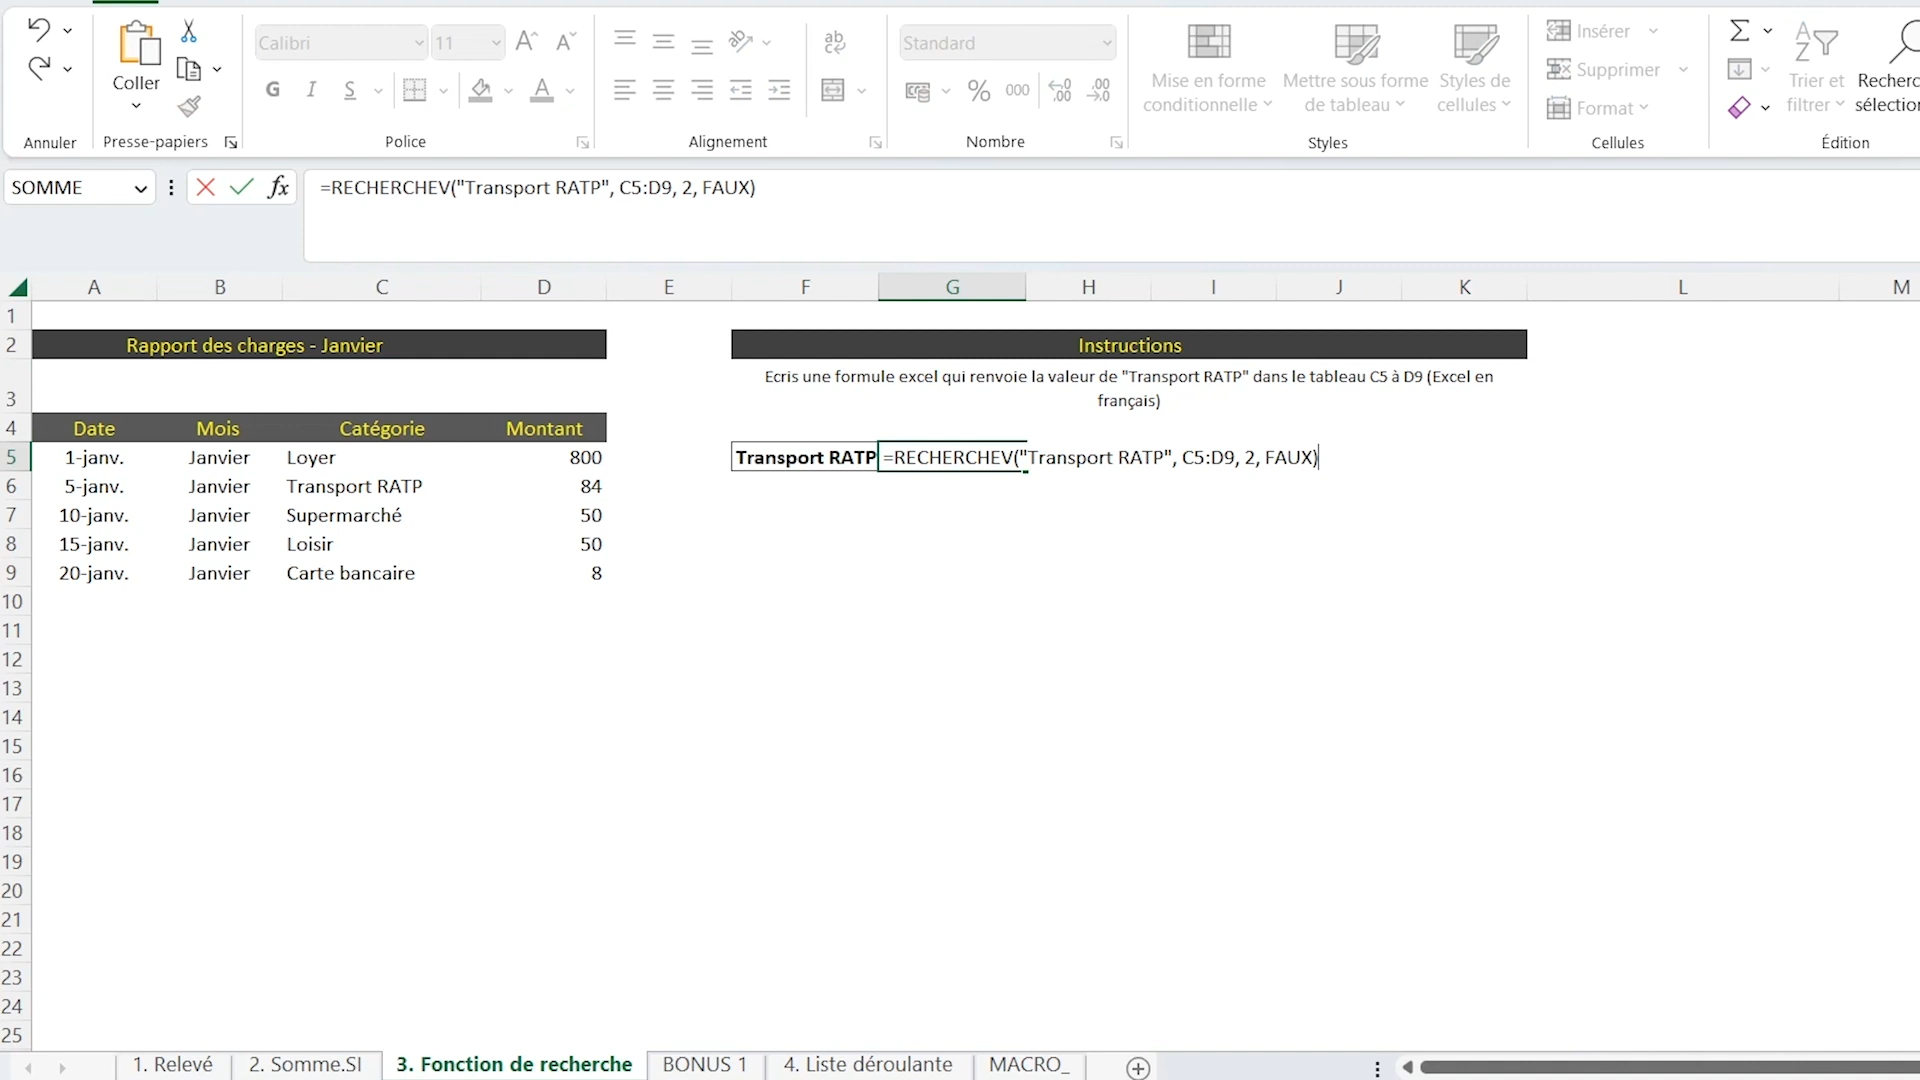 Coller
Annuler
Presse-papiers
Calibri
11
G I S
A A
A
Police
ab
Alignement
Standard
% 000
Nombre
Mise en forme
conditionnelle
Mettre sous forme
de tableau
Styles de
cellules
Styles
Insérer
Supprimer
Format
Cellules
Σ
A
Z
Trier et
filtrer
Recherc
sélection
Édition
SOMME
fx
=RECHERCHEV("Transport RATP", C5:D9, 2, FAUX)
A B C D E F G H I J K L M
1
2 Rapport des charges - Janvier Instructions
3 Ecris une formule excel qui renvoie la valeur de "Transport RATP" dans le tableau C5 à D9 (Excel en
français)
4 Date Mois Catégorie Montant
5 1-janv. Janvier Loyer 800 Transport RATP =RECHERCHEV("Transport RATP", C5:D9, 2, FAUX)
6 5-janv. Janvier Transport RATP 84
7 10-janv. Janvier Supermarché 50
8 15-janv. Janvier Loisir 50
9 20-janv. Janvier Carte bancaire 8
10
11
12
13
14
15
16
17
18
19
20
21
22
23
24
25
1. Relevé 2. Somme.SI 3. Fonction de recherche BONUS 1 4. Liste déroulante MACRO_